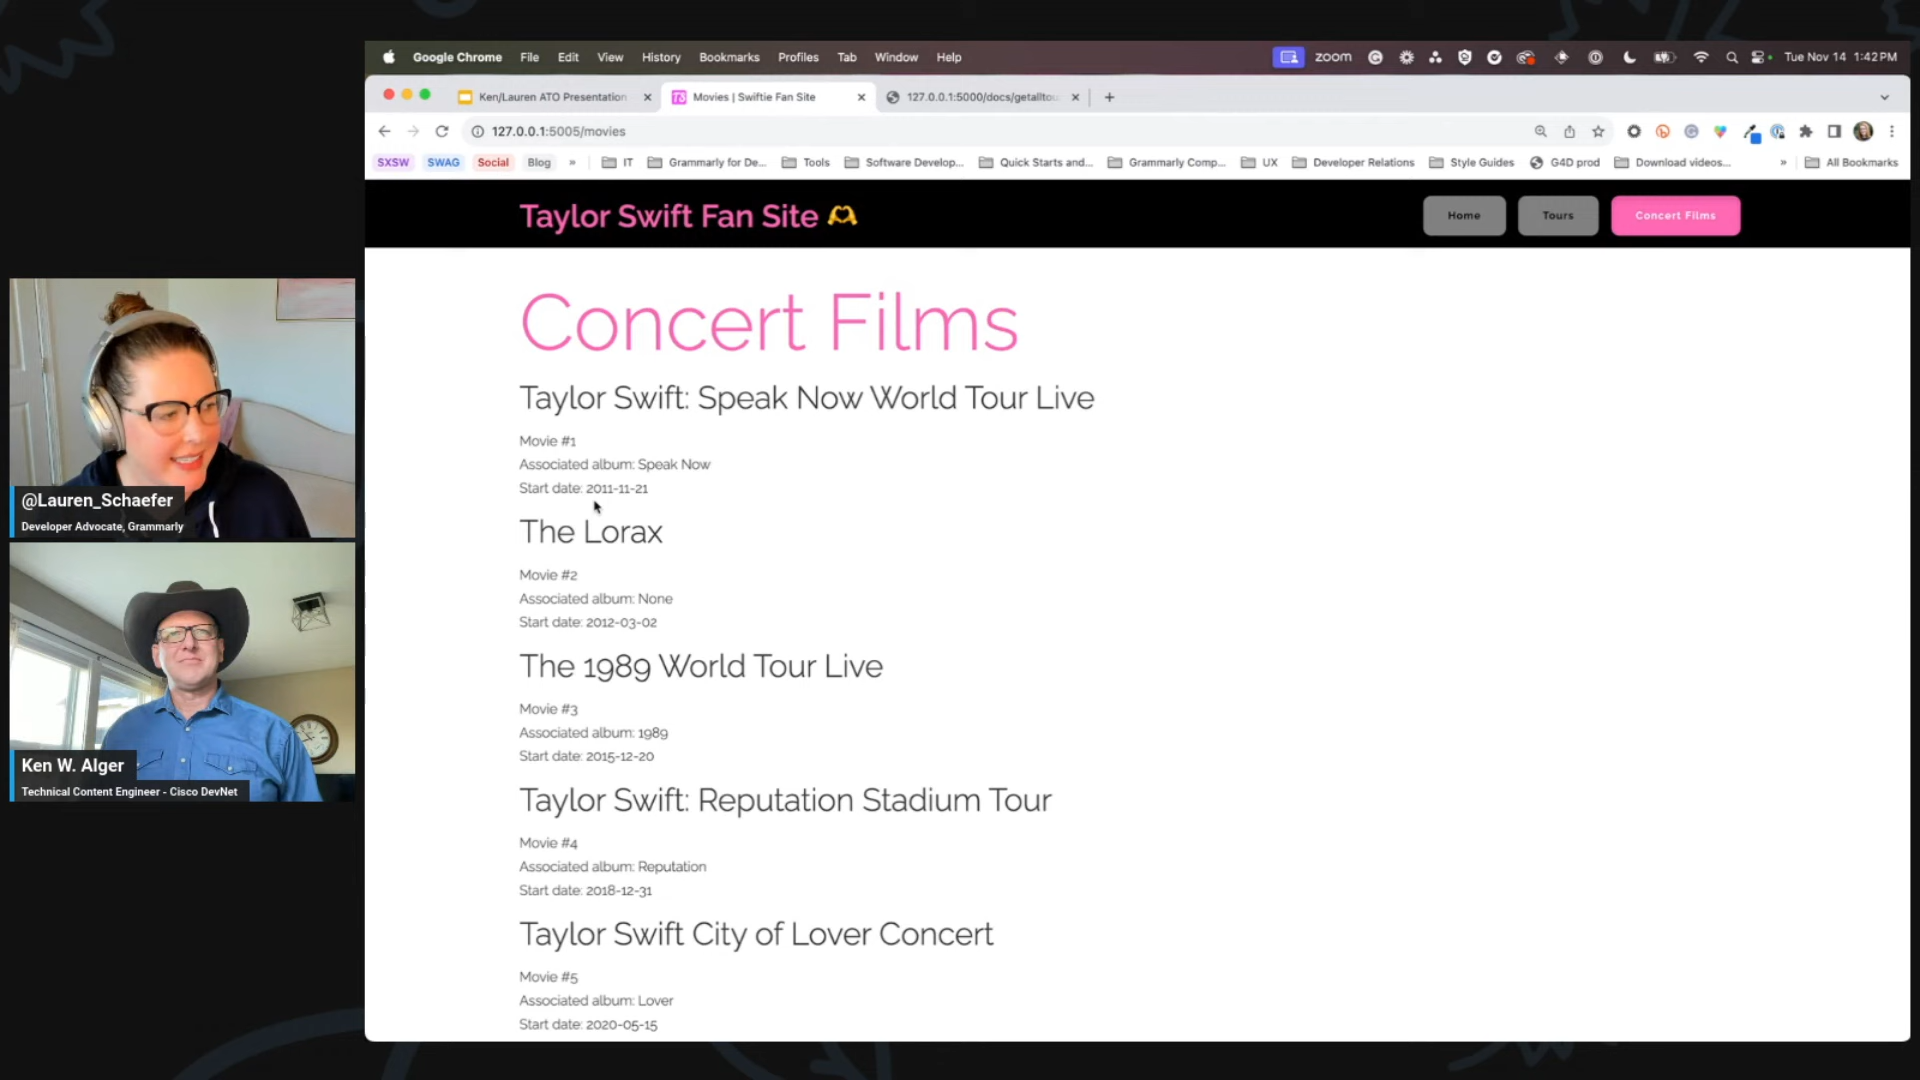 Google Chrome File Edit View History Bookmarks Profiles Tab Window Help zoom Tue Nov 14 1:42 PM
Ken/Lauren ATO Presentation Movies | Swiftie Fan Site 127.0.0.1:5000/docs/getallto
127.0.0.1:5005/movies
SXSW SWAG Social Blog » IT Grammarly for De... Tools Software Develop... Quick Starts and... Grammarly Comp... UX Developer Relations Style Guides G4D prod Download videos... » All Bookmarks
Taylor Swift Fan Site Home Tours Concert Films
Concert Films
Taylor Swift: Speak Now World Tour Live
Movie #1
Associated album: Speak Now
Start date: 2011-11-21
The Lorax
Movie #2
Associated album: None
Start date: 2012-03-02
The 1989 World Tour Live
Movie #3
Associated album: 1989
Start date: 2015-12-20
Taylor Swift: Reputation Stadium Tour
Movie #4
Associated album: Reputation
Start date: 2018-12-31
Taylor Swift City of Lover Concert
Movie #5
Associated album: Lover
Start date: 2020-05-15
@Lauren_Schaefer
Developer Advocate, Grammarly
Ken W. Alger
Technical Content Engineer - Cisco DevNet